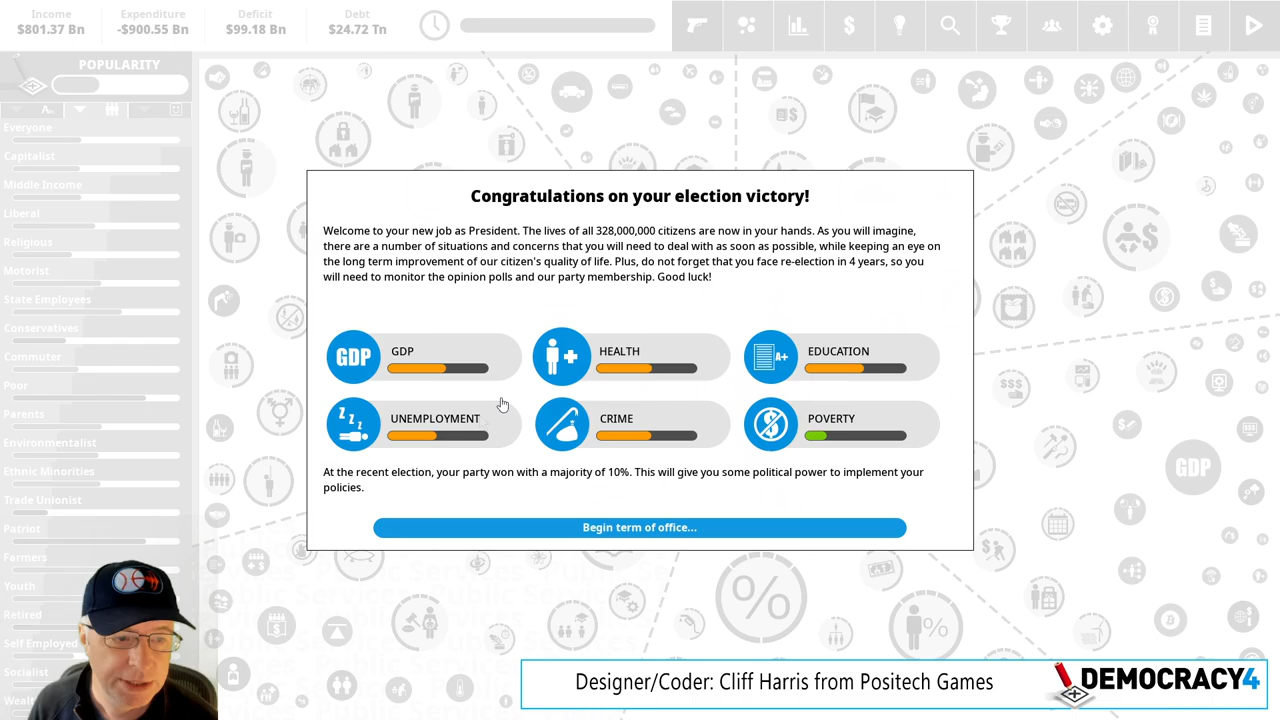 Income
Expenditure
Deficit
Debt
$801.37 Bn
-$900.55 Bn
$99.18 Bn
$24.72 Tn
POPULARITY
Everyone
Capitalist
Middle Income
Liberal
Religious
Motorist
State Employees
Conservatives
Commuter
Poor
Parents
Environmentalist
Ethnic Minorities
Trade Unionist
Patriot
Farmers
Youth
Retired
Self Employed
Socialist
Congratulations on your election victory!
Welcome to your new job as President. The lives of all 328,000,000 citizens are now in your hands. As you will imagine,
there are a number of situations and concerns that you will need to deal with as soon as possible, while keeping an eye on
the long term improvement of our citizen's quality of life. Plus, do not forget that you face re-election in 4 years, so you
will need to monitor the opinion polls and our party membership. Good luck!
GDP
GDP
HEALTH
A+
EDUCATION
Z Z Z
UNEMPLOYMENT
CRIME
POVERTY
At the recent election, your party won with a majority of 10%. This will give you some political power to implement your
policies.
Begin term of office...
GDP
$$$
%
%
Public Services
Designer/Coder: Cliff Harris from Positech Games
DEMOCRACY4